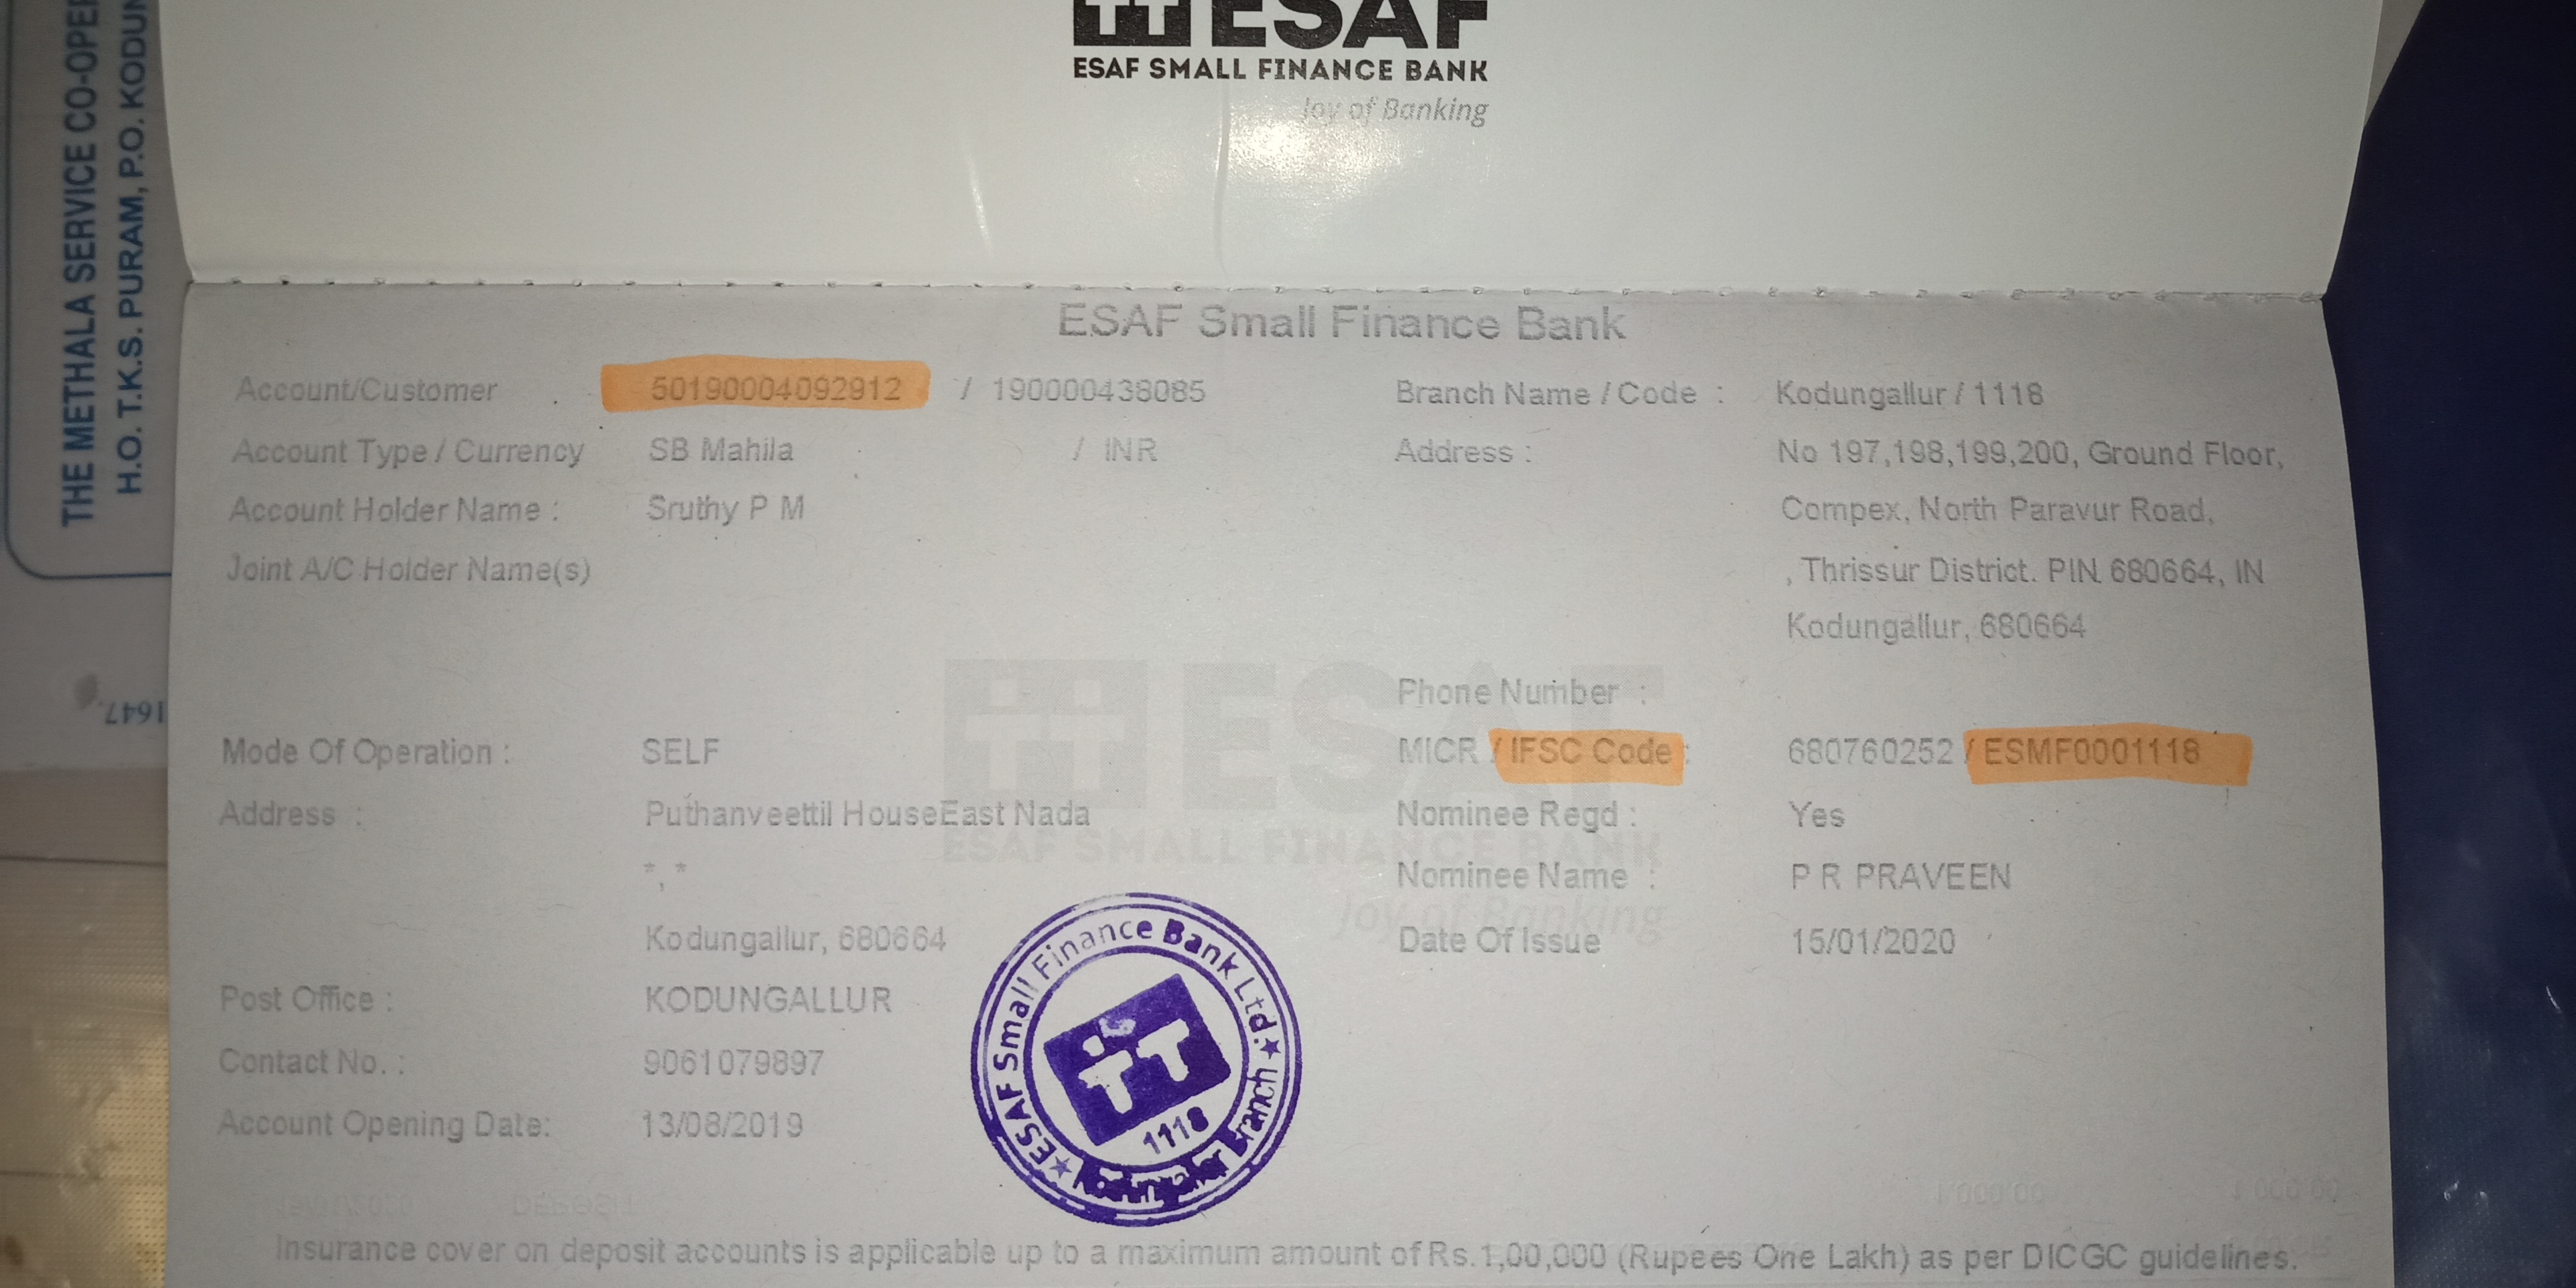 ESAF
ESAF SMALL FINANCE BANK
Joy of Banking
THE METHALA SERVICE CO-OPER
H.O. T.K.S. PURAM, P.O. KODUN
1647
ESAF Small Finance Bank
Account/Customer 50190004092912 / 190000438085 Branch Name / Code : Kodungallur / 1118
Account Type / Currency SB Mahila / INR Address : No 197,198,199,200, Ground Floor,
Account Holder Name : Sruthy P M Compex, North Paravur Road,
Joint A/C Holder Name(s) , Thrissur District. PIN 680664, IN
Kodungallur, 680664
Phone Number :
Mode Of Operation : SELF MICR / IFSC Code : 680760252 / ESMF0001118
Address : Puthanveettil HouseEast Nada Nominee Regd : Yes
*, * Nominee Name : P R PRAVEEN
Kodungallur, 680664 Date Of Issue 15/01/2020
Post Office : KODUNGALLUR
Contact No. : 9061079897
Account Opening Date: 13/08/2019
ESAF
ESAF SMALL FINANCE BANK
Joy of Banking
ESAF Small Finance Bank Ltd.
1118
Branch
Insurance cover on deposit accounts is applicable up to a maximum amount of Rs.1,00,000 (Rupees One Lakh) as per DICGC guidelines.